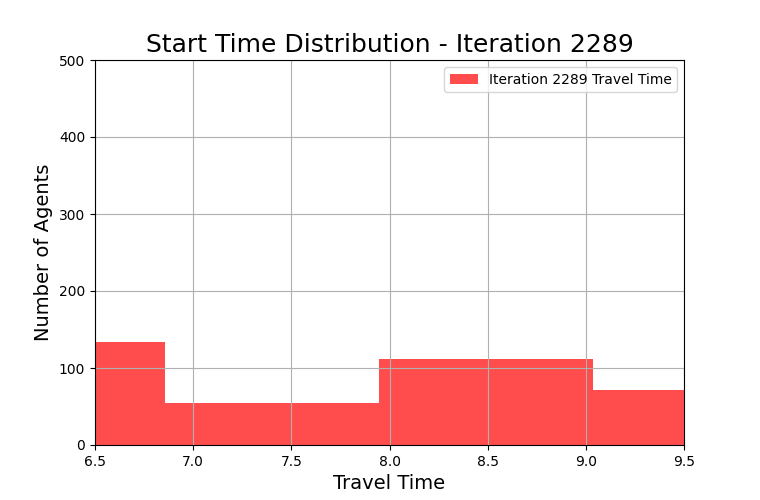 Start Time Distribution - Iteration 2289
Iteration 2289 Travel Time
Number of Agents
500
400
300
200
100
0
6.5 7.0 7.5 8.0 8.5 9.0 9.5
Travel Time